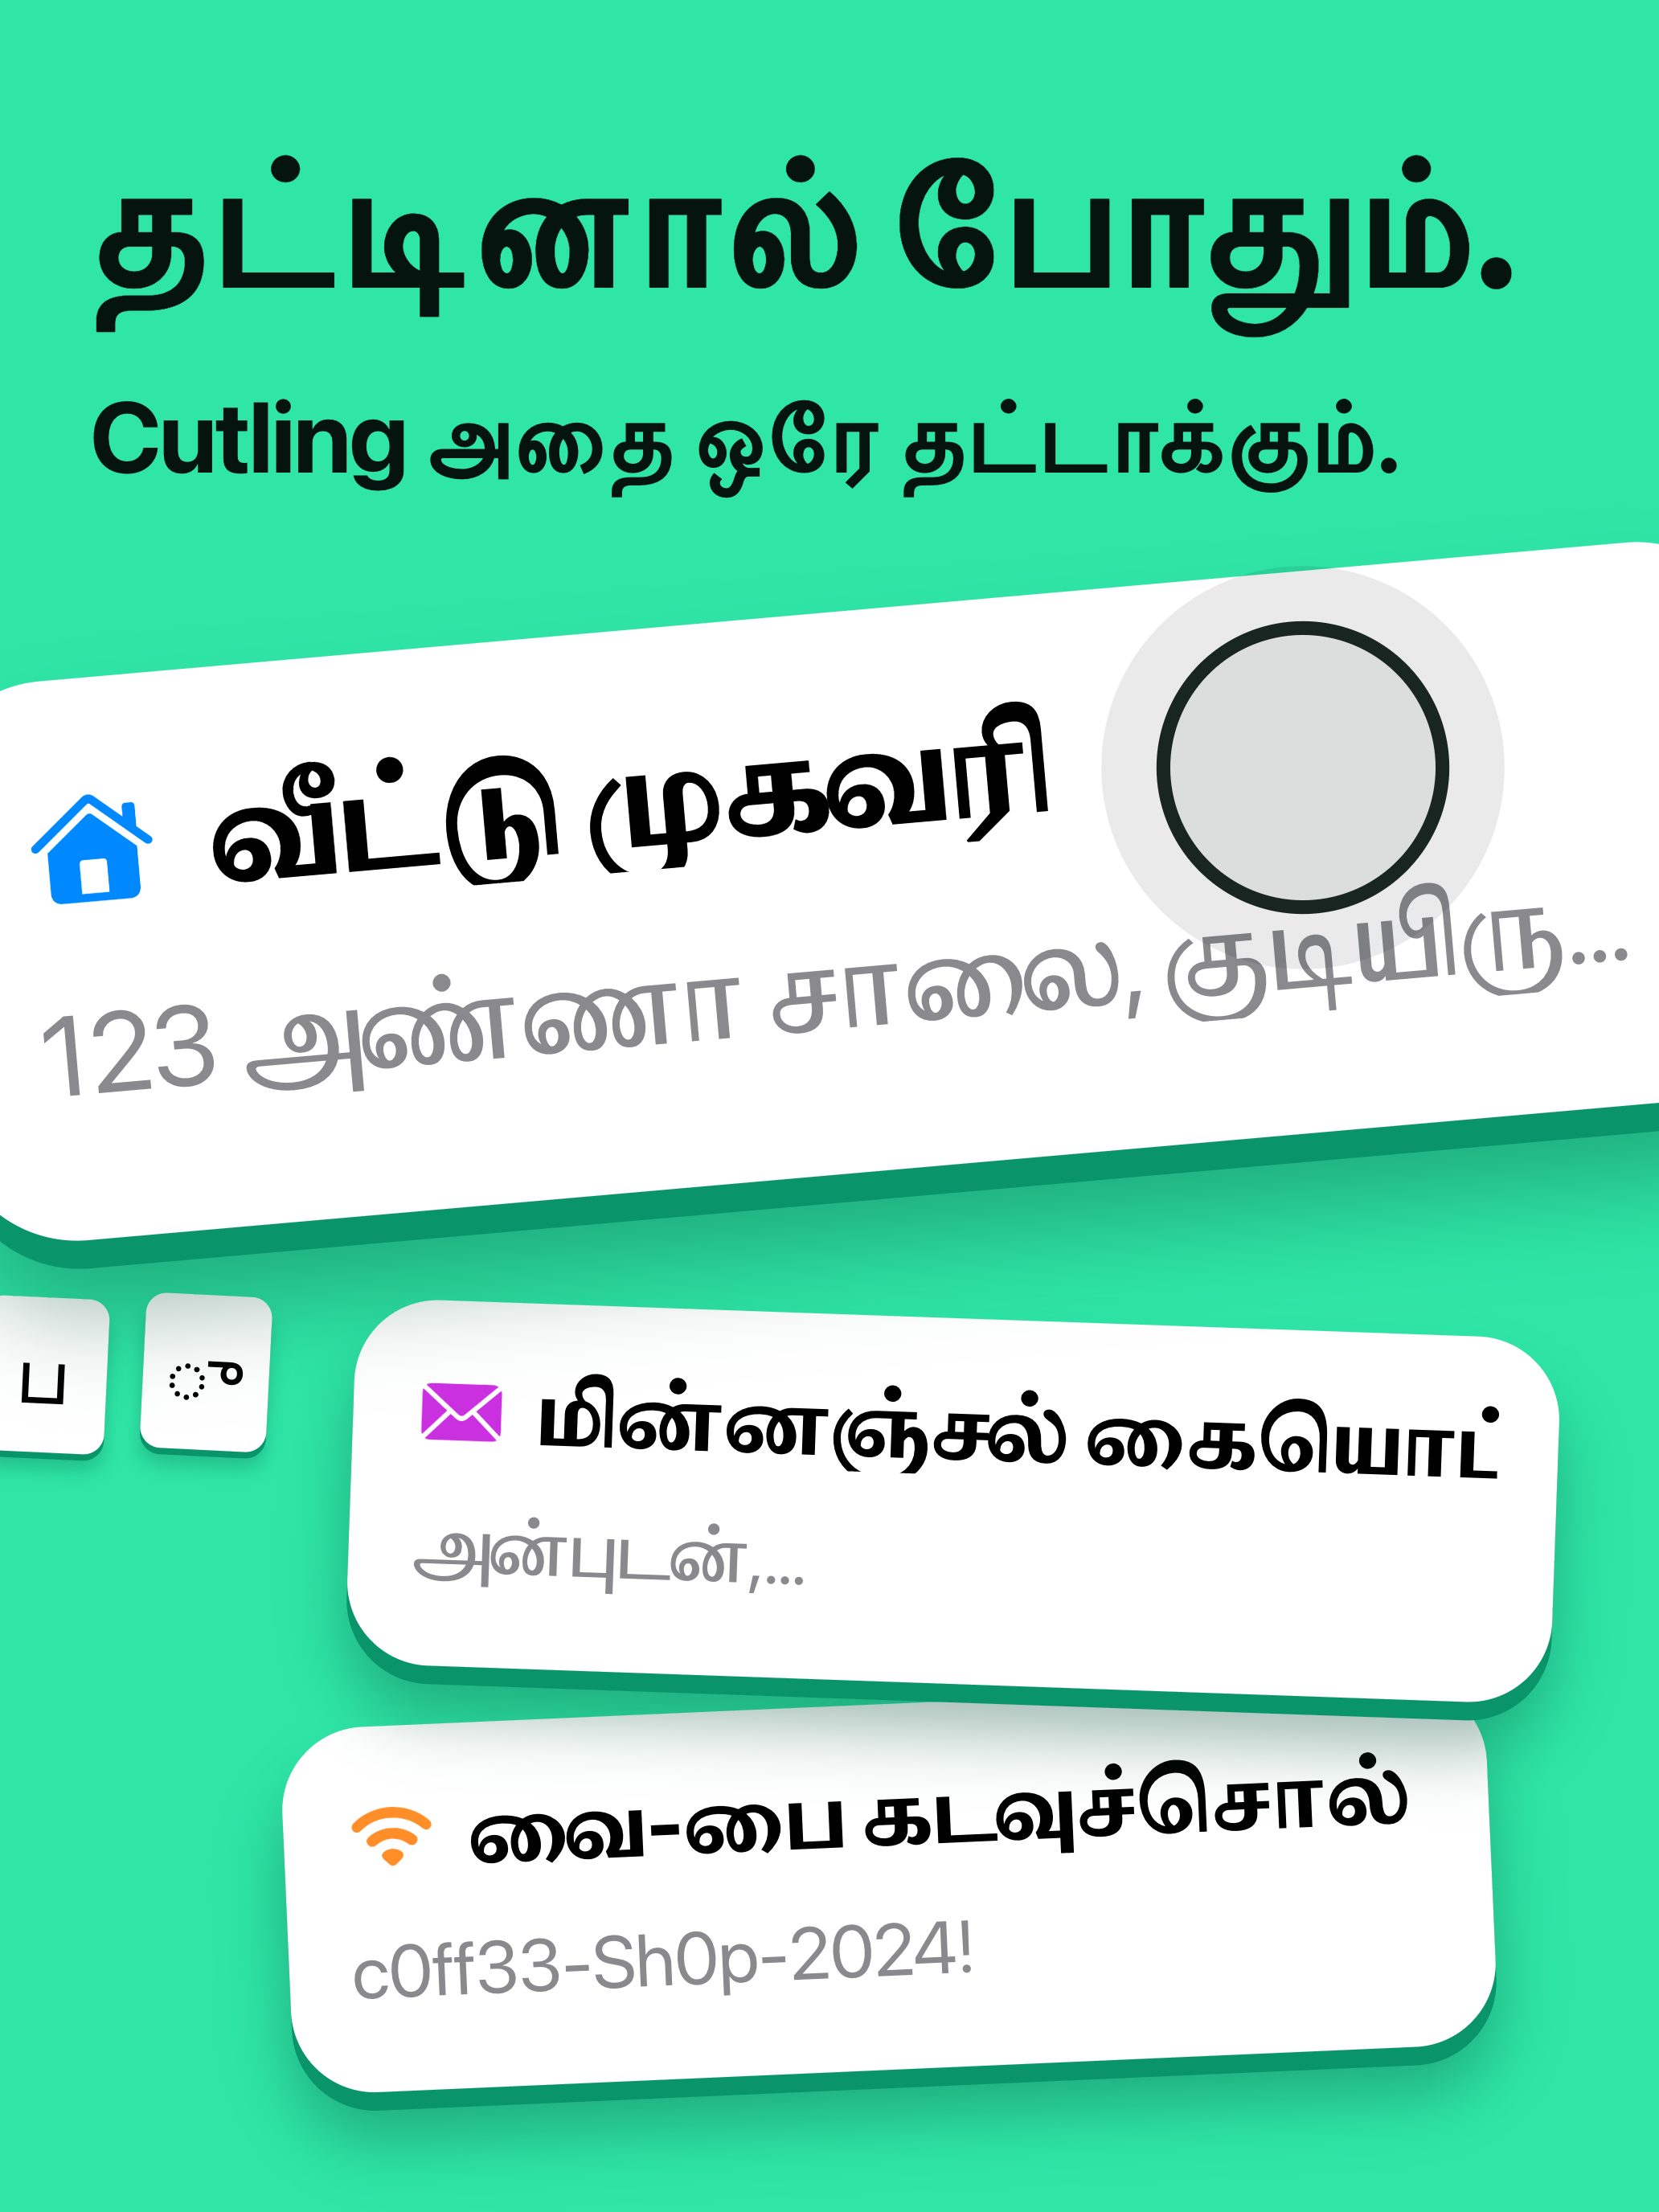 தட்டினால் போதும்.
Cutling அதை ஒரே தட்டாக்கும்.
வீட்டு முகவரி
123 அண்ணா சாலை, குடியிரு...
ப
ு
மின்னஞ்சல் கையொட்
அன்புடன்,...
வை-பை கடவுச்சொல்
c0ff33-Sh0p-2024!